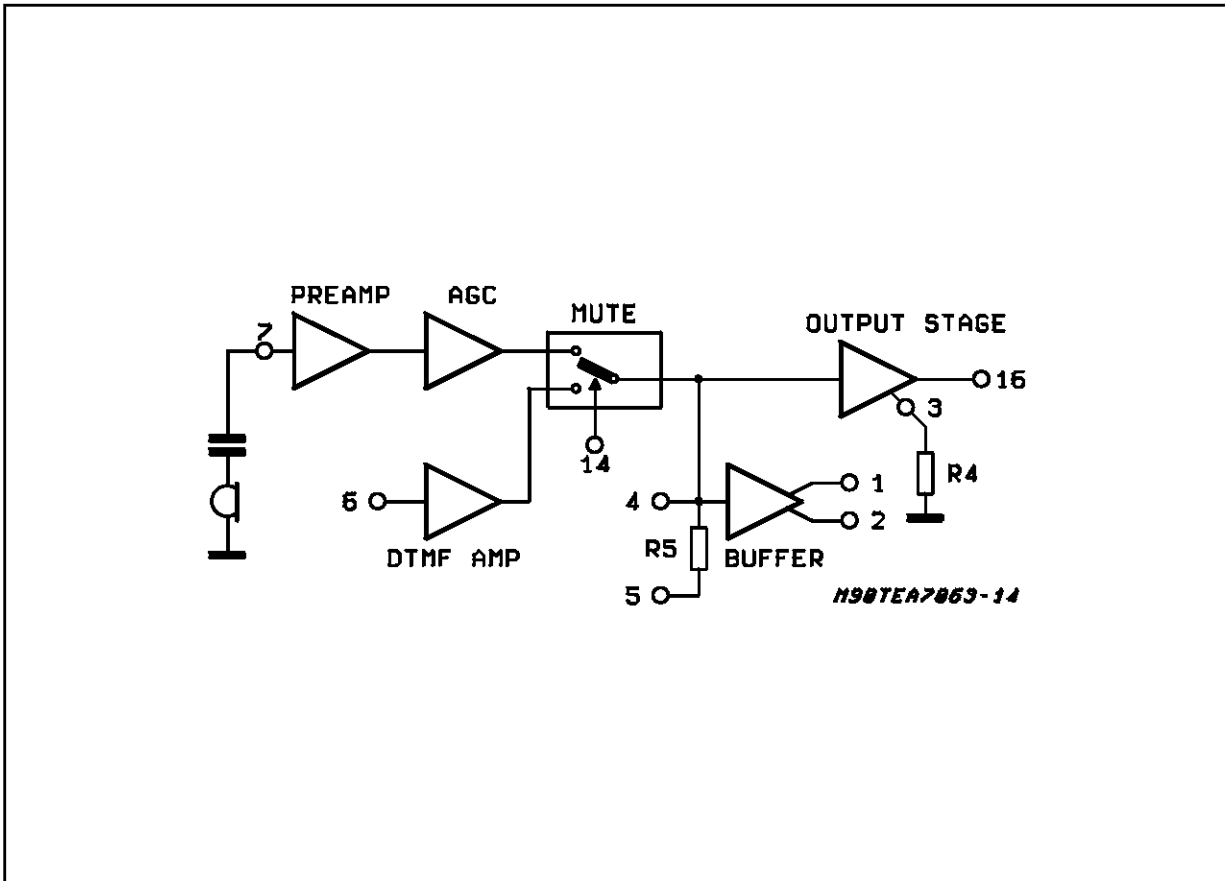 PREAMP
AGC
MUTE
OUTPUT STAGE
7
16
3
14
R4
6
4
1
2
R5
DTMF AMP
BUFFER
5
M90TEA7063-14